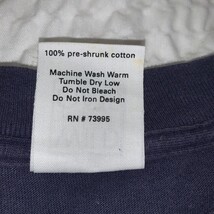 100% pre-shrunk cotton
Machine Wash Warm
Tumble Dry Low
Do Not Bleach
Do Not Iron Design
RN # 73995